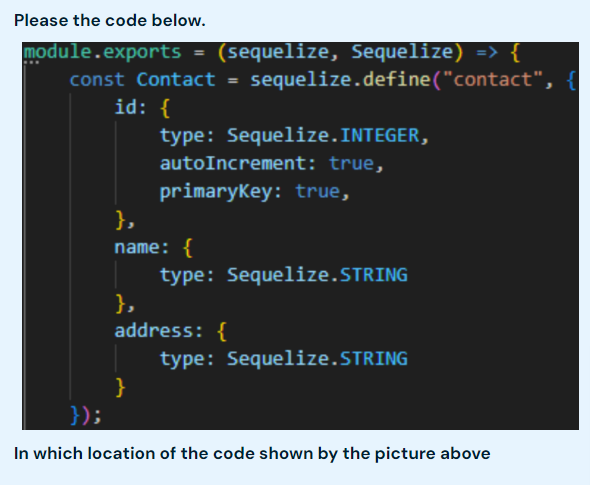 Please the code below.
module.exports = (sequelize, Sequelize) => {
    const Contact = sequelize.define("contact", {
        id: {
            type: Sequelize.INTEGER,
            autoIncrement: true,
            primaryKey: true,
        },
        name: {
            type: Sequelize.STRING
        },
        address: {
            type: Sequelize.STRING
        }
    });
In which location of the code shown by the picture above